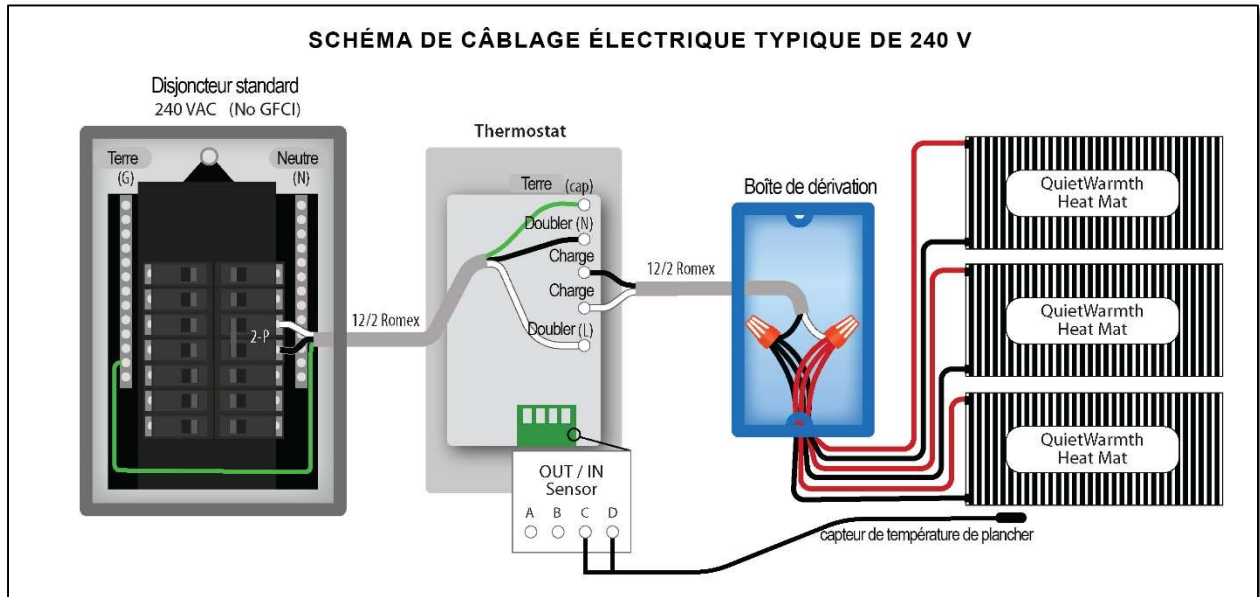 SCHÉMA DE CÂBLAGE ÉLECTRIQUE TYPIQUE DE 240 V
Disjoncteur standard
240 VAC (No GFCI)
Terre
(G)
Neutre
(N)
2-P
12/2 Romex
Thermostat
Terre (cap)
Doubler (N)
Charge
Charge
Doubler (L)
OUT / IN
Sensor
A B C D
12/2 Romex
Boîte de dérivation
QuietWarmth
Heat Mat
QuietWarmth
Heat Mat
QuietWarmth
Heat Mat
capteur de température de plancher